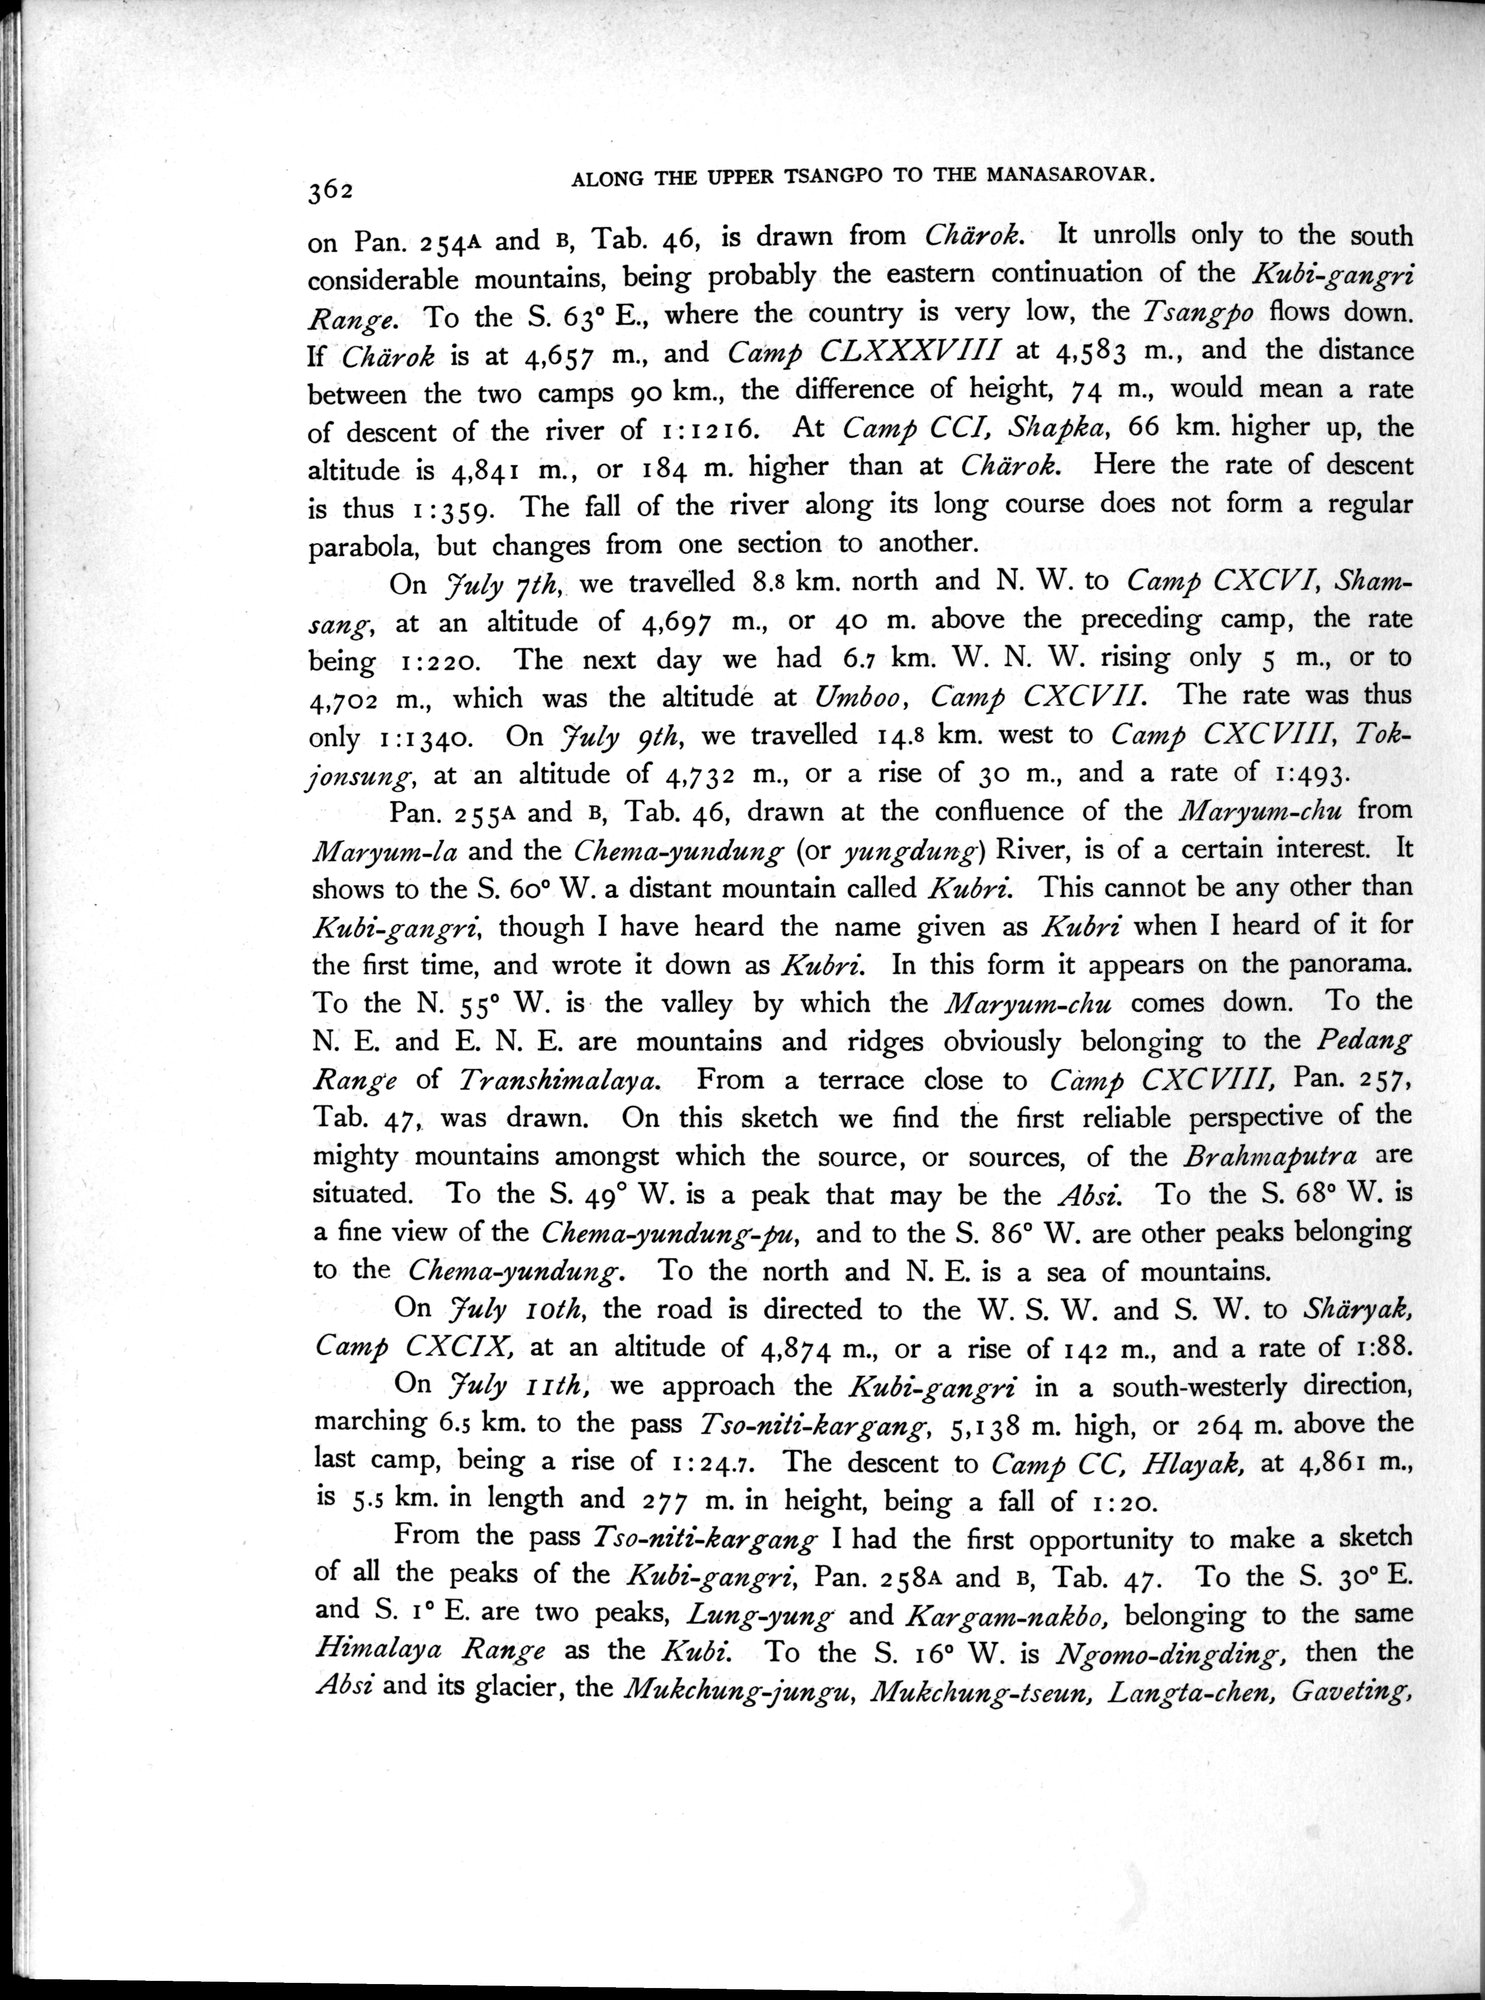 362
ALONG THE UPPER TSANGPO TO THE MANASAROVAR.
on Pan. 254A and B, Tab. 46, is drawn from Chärok. It unrolls only to the south
considerable mountains, being probably the eastern continuation of the Kubi-gangri
Range. To the S. 63° E., where the country is very low, the Tsangpo flows down.
If Chärok is at 4,657 m., and Camp CLXXXVIII at 4,583 m., and the distance
between the two camps 90 km., the difference of height, 74 m., would mean a rate
of descent of the river of 1:1216. At Camp CCI, Shapka, 66 km. higher up, the
altitude is 4,841 m., or 184 m. higher than at Chärok. Here the rate of descent
is thus 1:359. The fall of the river along its long course does not form a regular
parabola, but changes from one section to another.
On July 7th, we travelled 8.8 km. north and N. W. to Camp CXCVI, Sham-
sang, at an altitude of 4,697 m., or 40 m. above the preceding camp, the rate
being 1:220. The next day we had 6.7 km. W. N. W. rising only 5 m., or to
4,702 m., which was the altitude at Umboo, Camp CXCVII. The rate was thus
only 1:1340. On July 9th, we travelled 14.8 km. west to Camp CXCVIII, Tok-
jonsung, at an altitude of 4,732 m., or a rise of 30 m., and a rate of 1:493.
Pan. 255A and B, Tab. 46, drawn at the confluence of the Maryum-chu from
Maryum-la and the Chema-yundung (or yungdung) River, is of a certain interest. It
shows to the S. 60° W. a distant mountain called Kubri. This cannot be any other than
Kubi-gangri, though I have heard the name given as Kubri when I heard of it for
the first time, and wrote it down as Kubri. In this form it appears on the panorama.
To the N. 55° W. is the valley by which the Maryum-chu comes down. To the
N. E. and E. N. E. are mountains and ridges obviously belonging to the Pedang
Range of Transhimalaya. From a terrace close to Camp CXCVIII, Pan. 257,
Tab. 47, was drawn. On this sketch we find the first reliable perspective of the
mighty mountains amongst which the source, or sources, of the Brahmaputra are
situated. To the S. 49° W. is a peak that may be the Absi. To the S. 68° W. is
a fine view of the Chema-yundung-pu, and to the S. 86° W. are other peaks belonging
to the Chema-yundung. To the north and N. E. is a sea of mountains.
On July 10th, the road is directed to the W. S. W. and S. W. to Shäryak,
Camp CXCIX, at an altitude of 4,874 m., or a rise of 142 m., and a rate of 1:88.
On July 11th, we approach the Kubi-gangri in a south-westerly direction,
marching 6.5 km. to the pass Tso-niti-kargang, 5,138 m. high, or 264 m. above the
last camp, being a rise of 1:24.7. The descent to Camp CC, Hlayak, at 4,861 m.,
is 5.5 km. in length and 277 m. in height, being a fall of 1:20.
From the pass Tso-niti-kargang I had the first opportunity to make a sketch
of all the peaks of the Kubi-gangri, Pan. 258A and B, Tab. 47. To the S. 30° E.
and S. 1° E. are two peaks, Lung-yung and Kargam-nakbo, belonging to the same
Himalaya Range as the Kubi. To the S. 16° W. is Ngomo-dingding, then the
Absi and its glacier, the Mukchung-jungu, Mukchung-tseun, Langta-chen, Gaveting,